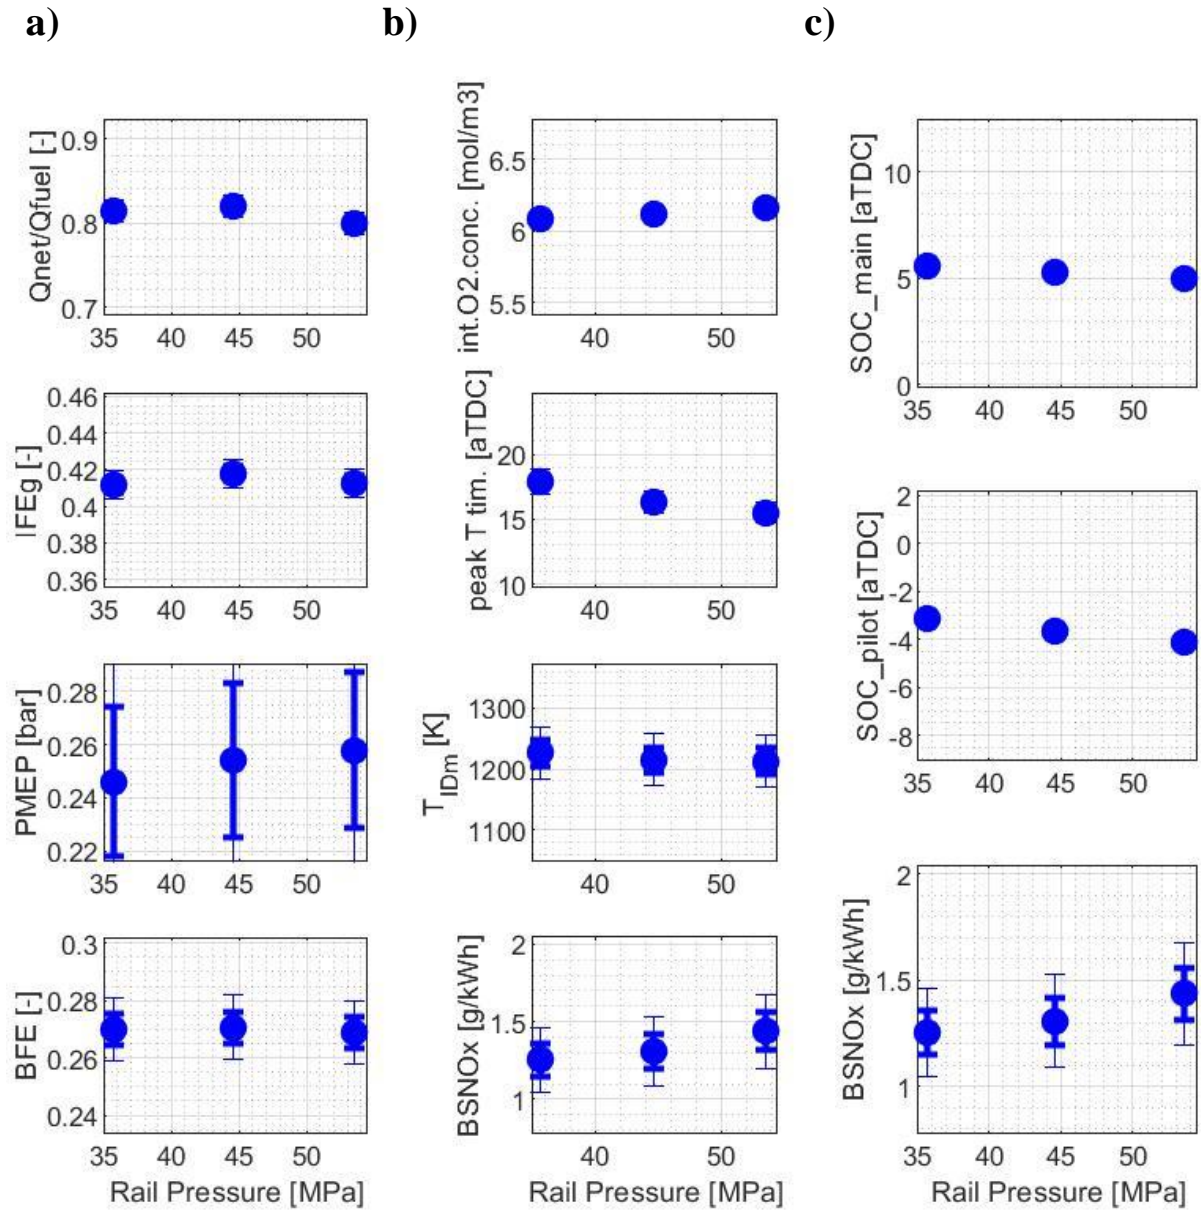 a)
b)
c)
Qnet/Qfuel [-]
0.9
0.8
0.7
35 40 45 50
IFEg [-]
0.46
0.44
0.42
0.4
0.38
0.36
35 40 45 50
PMEP [bar]
0.28
0.26
0.24
0.22
35 40 45 50
BFE [-]
0.3
0.28
0.26
0.24
35 40 45 50
Rail Pressure [MPa]
int.O2.conc. [mol/m3]
6.5
6
5.5
40 50
peak T tim. [aTDC]
20
15
10
40 50
T_IDm [K]
1300
1200
1100
40 50
BSNOx [g/kWh]
2
1.5
1
40 50
Rail Pressure [MPa]
SOC_main [aTDC]
10
5
0
35 40 50
SOC_pilot [aTDC]
2
0
-2
-4
-6
-8
35 40 50
BSNOx [g/kWh]
2
1.5
1
35 40 50
Rail Pressure [MPa]